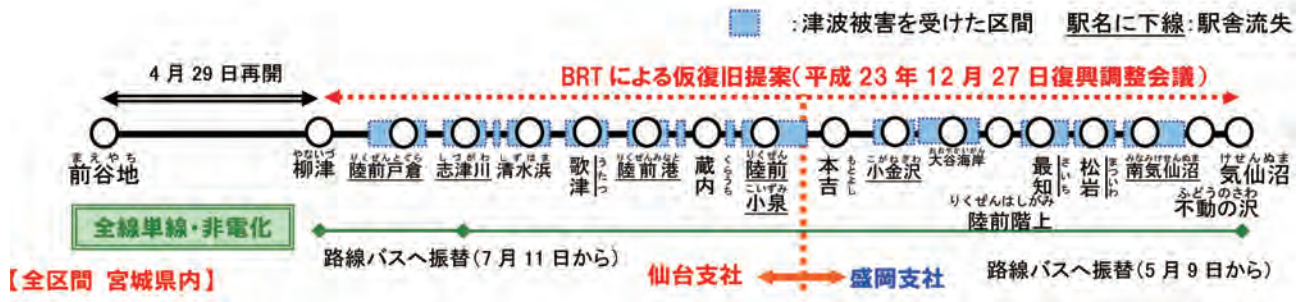 ：津波被害を受けた区間 駅名に下線：駅舎流失
4月29日再開
BRTによる仮復旧提案（平成23年12月27日復興調整会議）
まえやち
前谷地
やないづ
柳津
りくぜんとぐら
陸前戸倉
しづがわ
志津川
しずはま
清水浜
歌津
うたつ
りくぜんみなと
陸前港
蔵内
くらうち
りくぜん
陸前
こいずみ
小泉
本吉
もとよし
こがねざわ
小金沢
おおやかいがん
大谷海岸
りくぜんはしがみ
陸前階上
最知
さいち
松岩
まついわ
みなみけせんぬま
南気仙沼
ふどうのさわ
不動の沢
けせんぬま
気仙沼
全線単線・非電化
路線バスへ振替（7月11日から）
路線バスへ振替（5月9日から）
【全区間 宮城県内】
仙台支社
盛岡支社